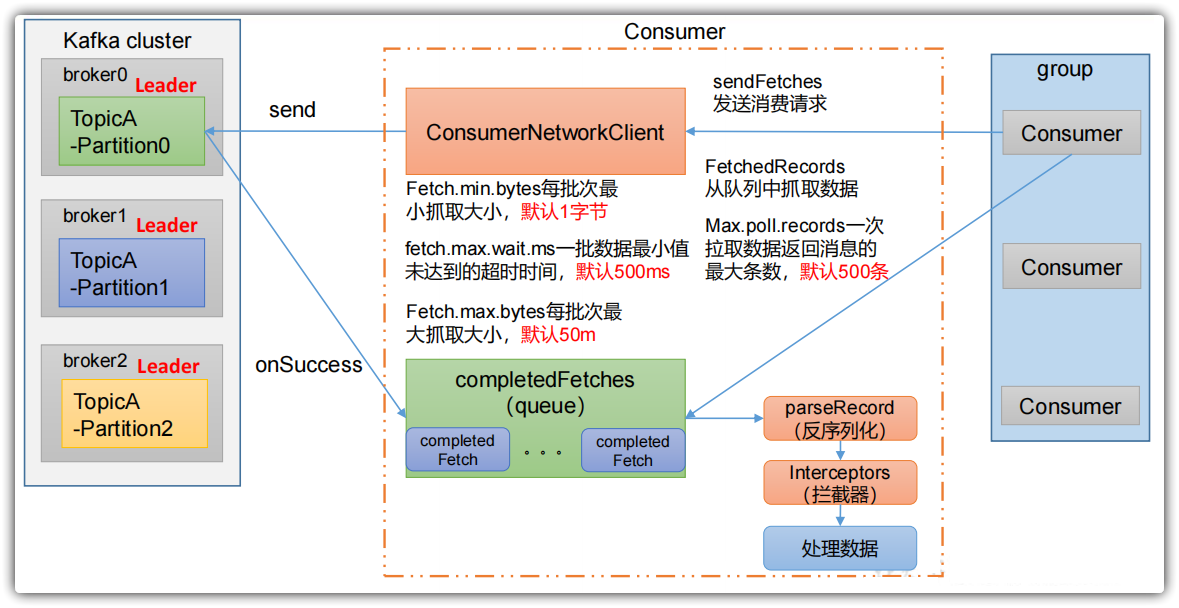 Kafka cluster
broker0
Leader
TopicA
-Partition0
broker1
Leader
TopicA
-Partition1
broker2
Leader
TopicA
-Partition2
send
onSuccess
Consumer
ConsumerNetworkClient
Fetch.min.bytes每批次最
小抓取大小，默认1字节
fetch.max.wait.ms一批数据最小值
未达到的超时时间，默认500ms
Fetch.max.bytes每批次最
大抓取大小，默认50m
completedFetches
（queue）
completed
Fetch
。。。
completed
Fetch
sendFetches
发送消费请求
FetchedRecords
从队列中抓取数据
Max.poll.records一次
拉取数据返回消息的
最大条数，默认500条
parseRecord
（反序列化）
Interceptors
（拦截器）
处理数据
group
Consumer
Consumer
Consumer